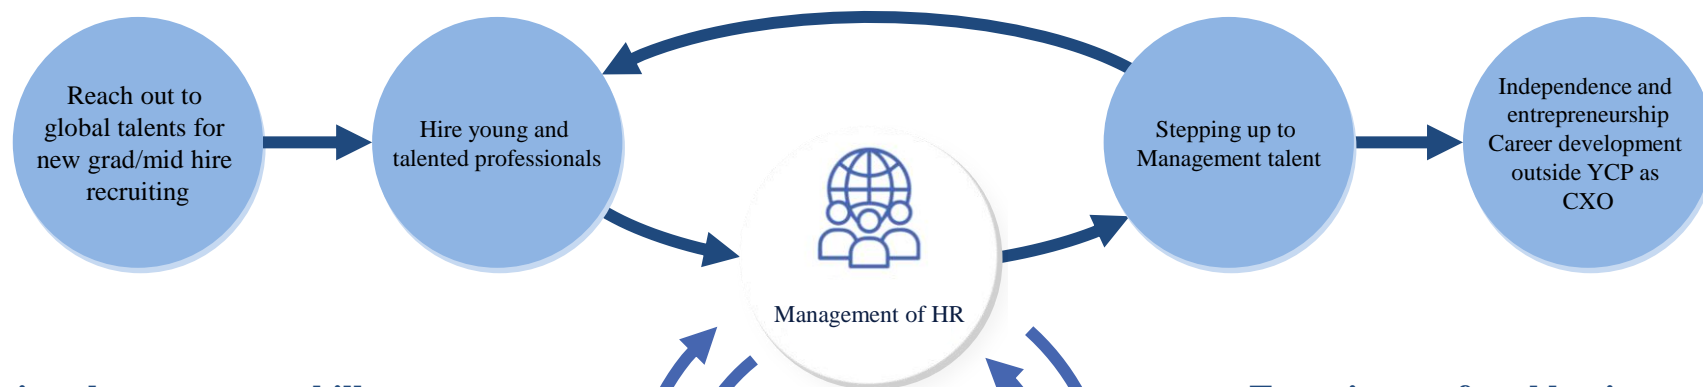 Reach out to
global talents for
new grad/mid hire
recruiting
Hire young and
talented professionals
Management of HR
Stepping up to
Management talent
Independence and
entrepreneurship
Career development
outside YCP as
CXO